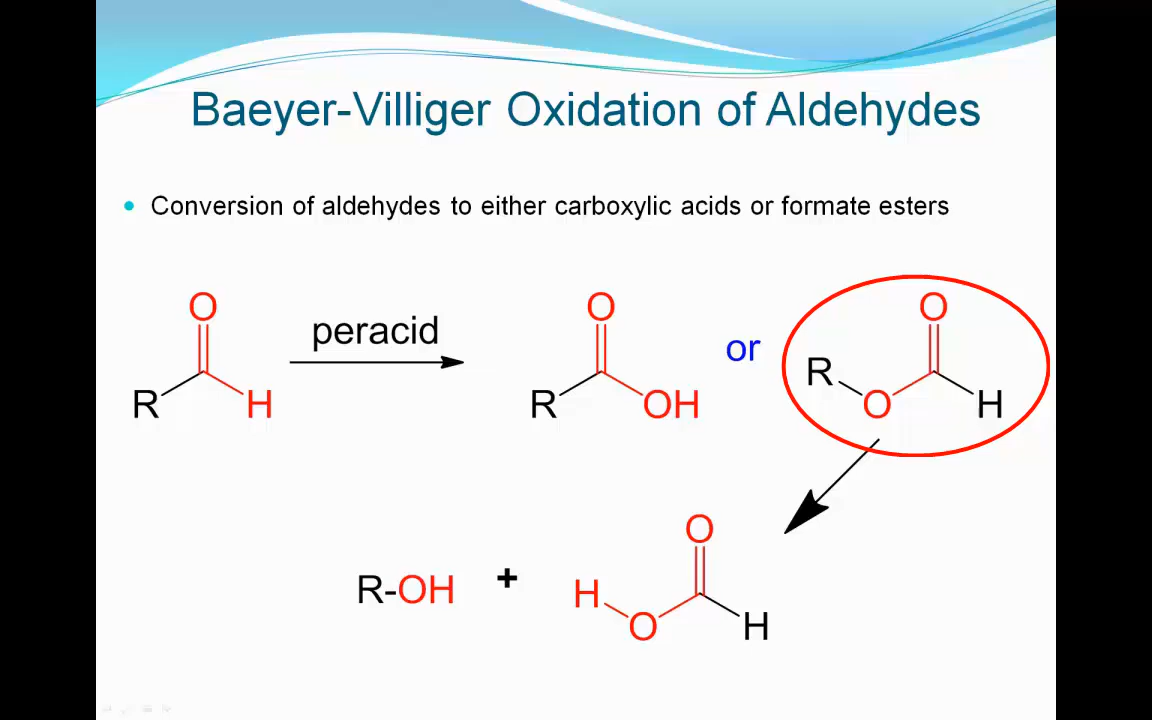 Baeyer-Villiger Oxidation of Aldehydes
• Conversion of aldehydes to either carboxylic acids or formate esters
O
R
H
peracid
O
R
OH
or
O
R
O
H
R-OH
+
O
H
O
H